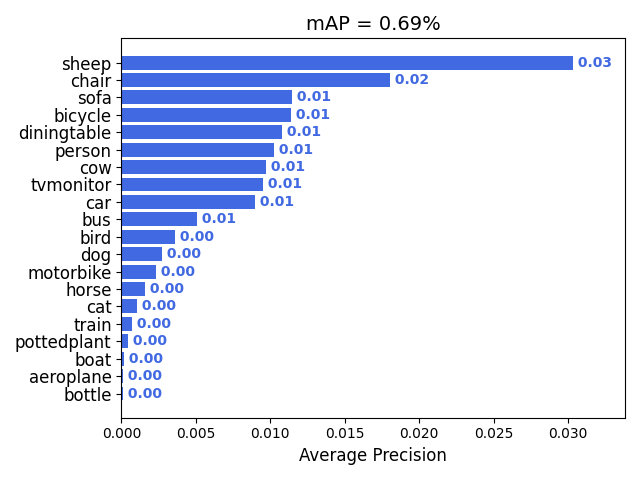 mAP = 0.69%
sheep 0.03
chair 0.02
sofa 0.01
bicycle 0.01
diningtable 0.01
person 0.01
cow 0.01
tvmonitor 0.01
car 0.01
bus 0.01
bird 0.00
dog 0.00
motorbike 0.00
horse 0.00
cat 0.00
train 0.00
pottedplant 0.00
boat 0.00
aeroplane 0.00
bottle 0.00
0.000 0.005 0.010 0.015 0.020 0.025 0.030
Average Precision